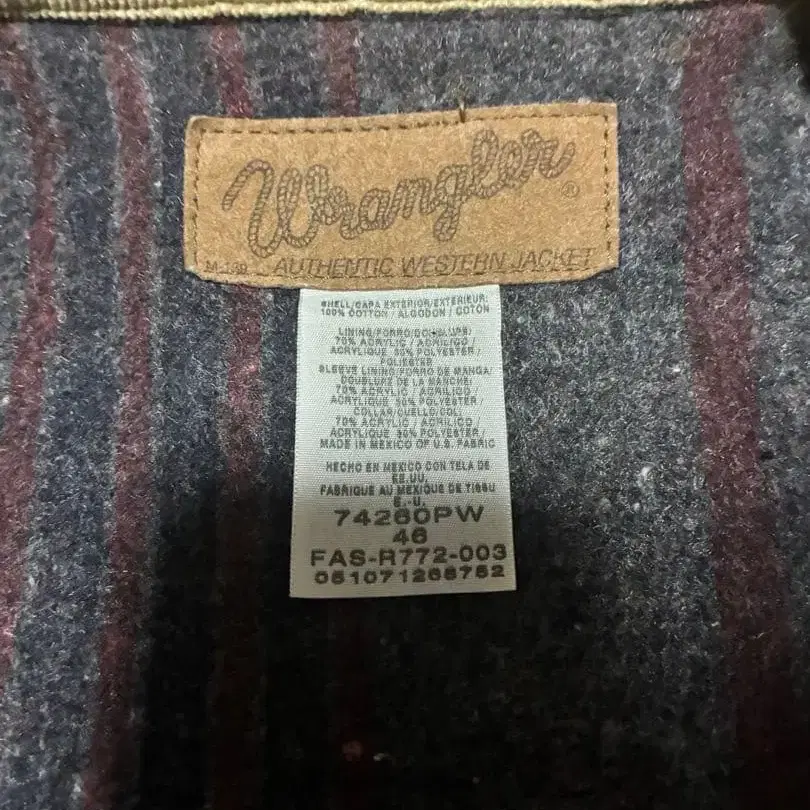 Wrangler
®
AUTHENTIC WESTERN JACKET
SHELL/CAPA EXTERIOR/EXTERIEUR:
100% COTTON / ALGODON / COTON
LINING/FORRO/DOUBLURE/
70% ACRYLIC / ACRILICO /
ACRYLIQUE 30% POLYESTER /
POLIESTER
SLEEVE LINING/FORRO DE MANGA/
DOUBLURE DE LA MANCHE:
70% ACRYLIC / ACRILICO /
ACRYLIQUE 30% POLYESTER /
COLLAR/CUELLO/COL:
70% ACRYLIC / ACRILICO /
ACRYLIQUE 30% POLYESTER /
MADE IN MEXICO OF U.S. FABRIC
HECHO EN MEXICO CON TELA DE
EE.UU.
FABRIQUE AU MEXIQUE DE TISSU
E.-U.
74260PW
46
FAS-R772-003